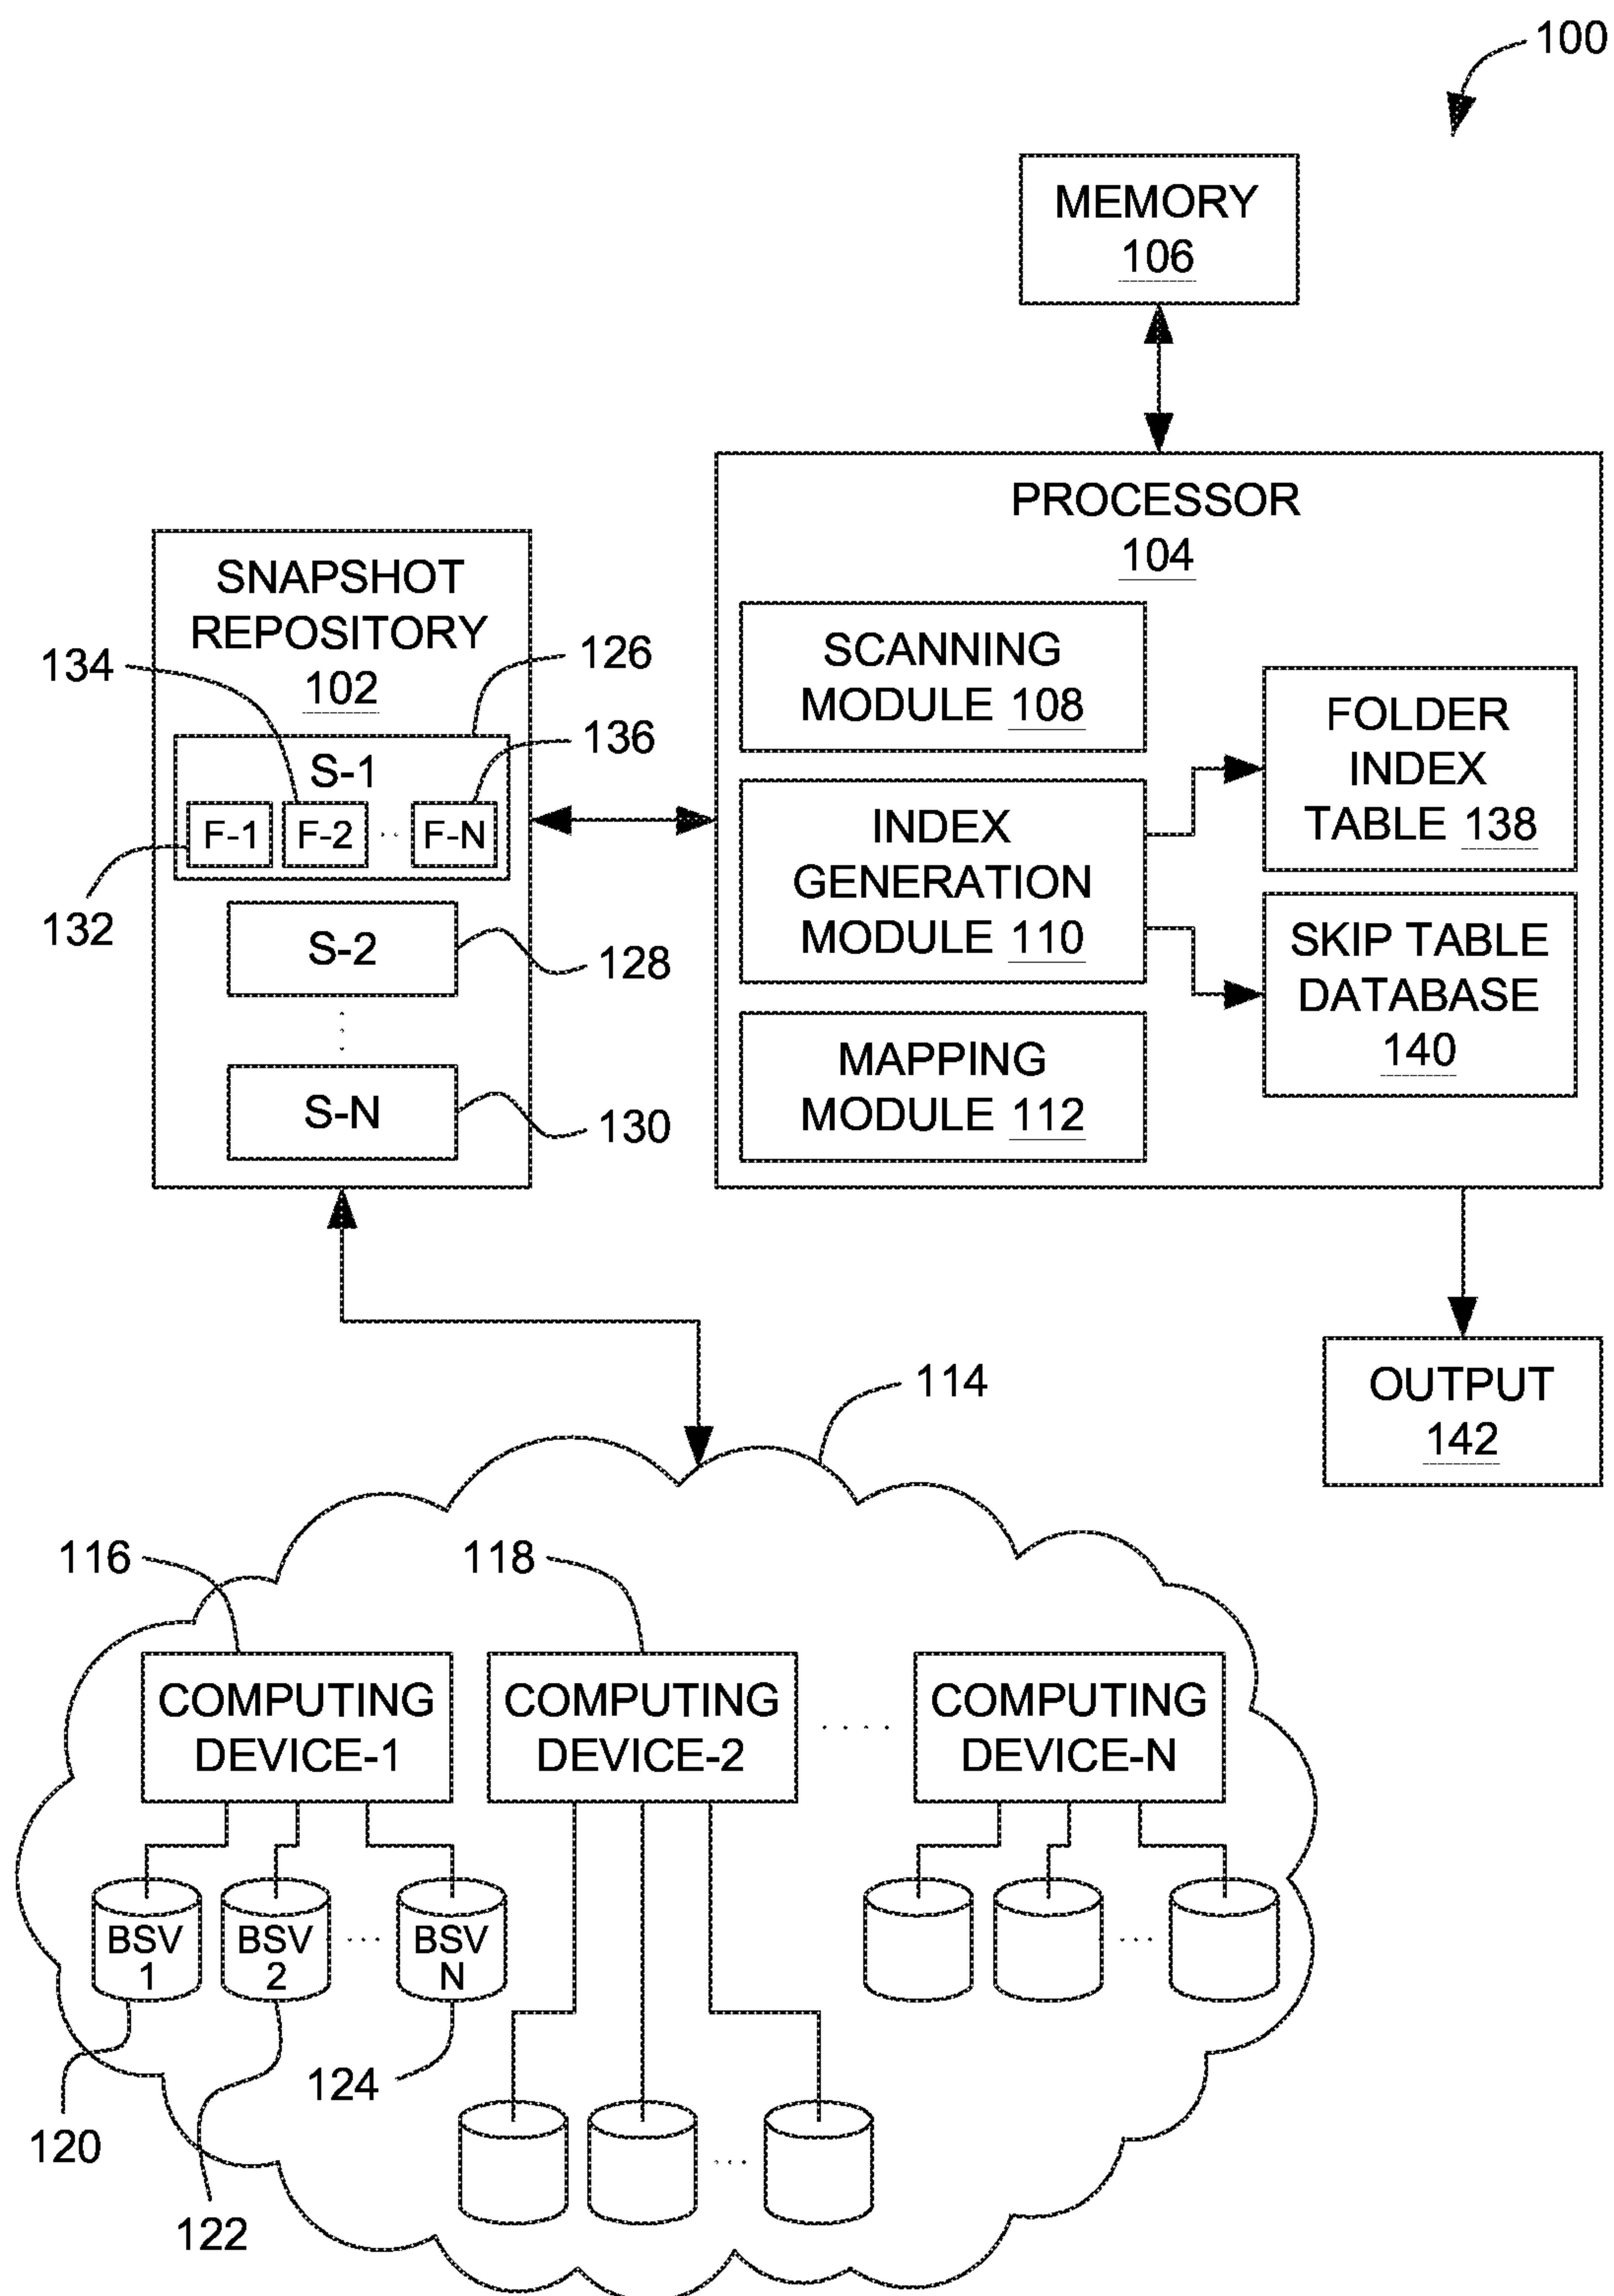 100
MEMORY
106
PROCESSOR
104
SNAPSHOT
REPOSITORY
102
134
126
136
S-1
F-1
F-2
F-N
132
S-2
128
S-N
130
SCANNING
MODULE 108
INDEX
GENERATION
MODULE 110
MAPPING
MODULE 112
FOLDER
INDEX
TABLE 138
SKIP TABLE
DATABASE
140
OUTPUT
142
114
116
118
COMPUTING
DEVICE-1
COMPUTING
DEVICE-2
COMPUTING
DEVICE-N
BSV
1
BSV
2
BSV
N
120
122
124